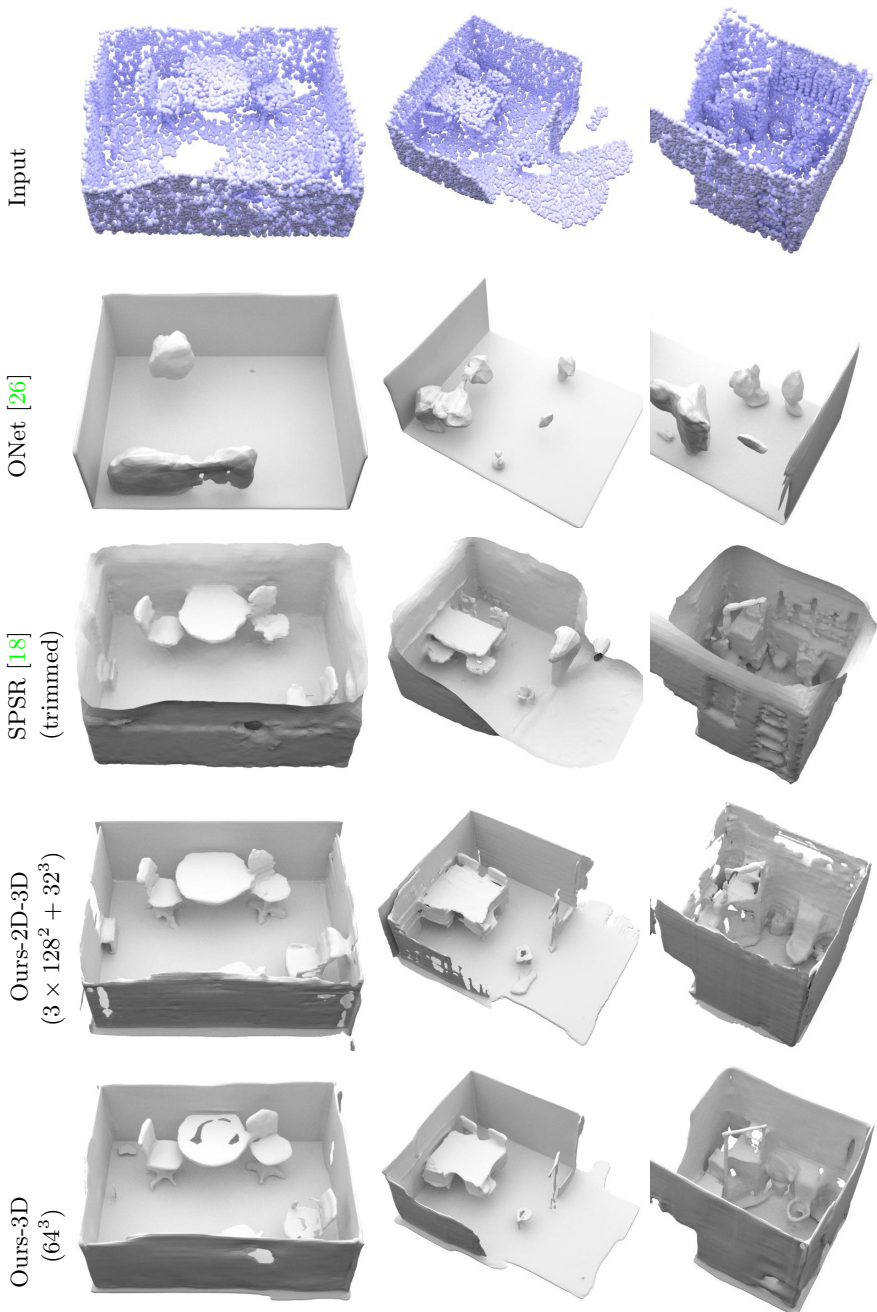 Input
ONet [26]
SPSR [18]
(trimmed)
Ours-2D-3D
(3 × 128² + 32³)
Ours-3D
(64³)